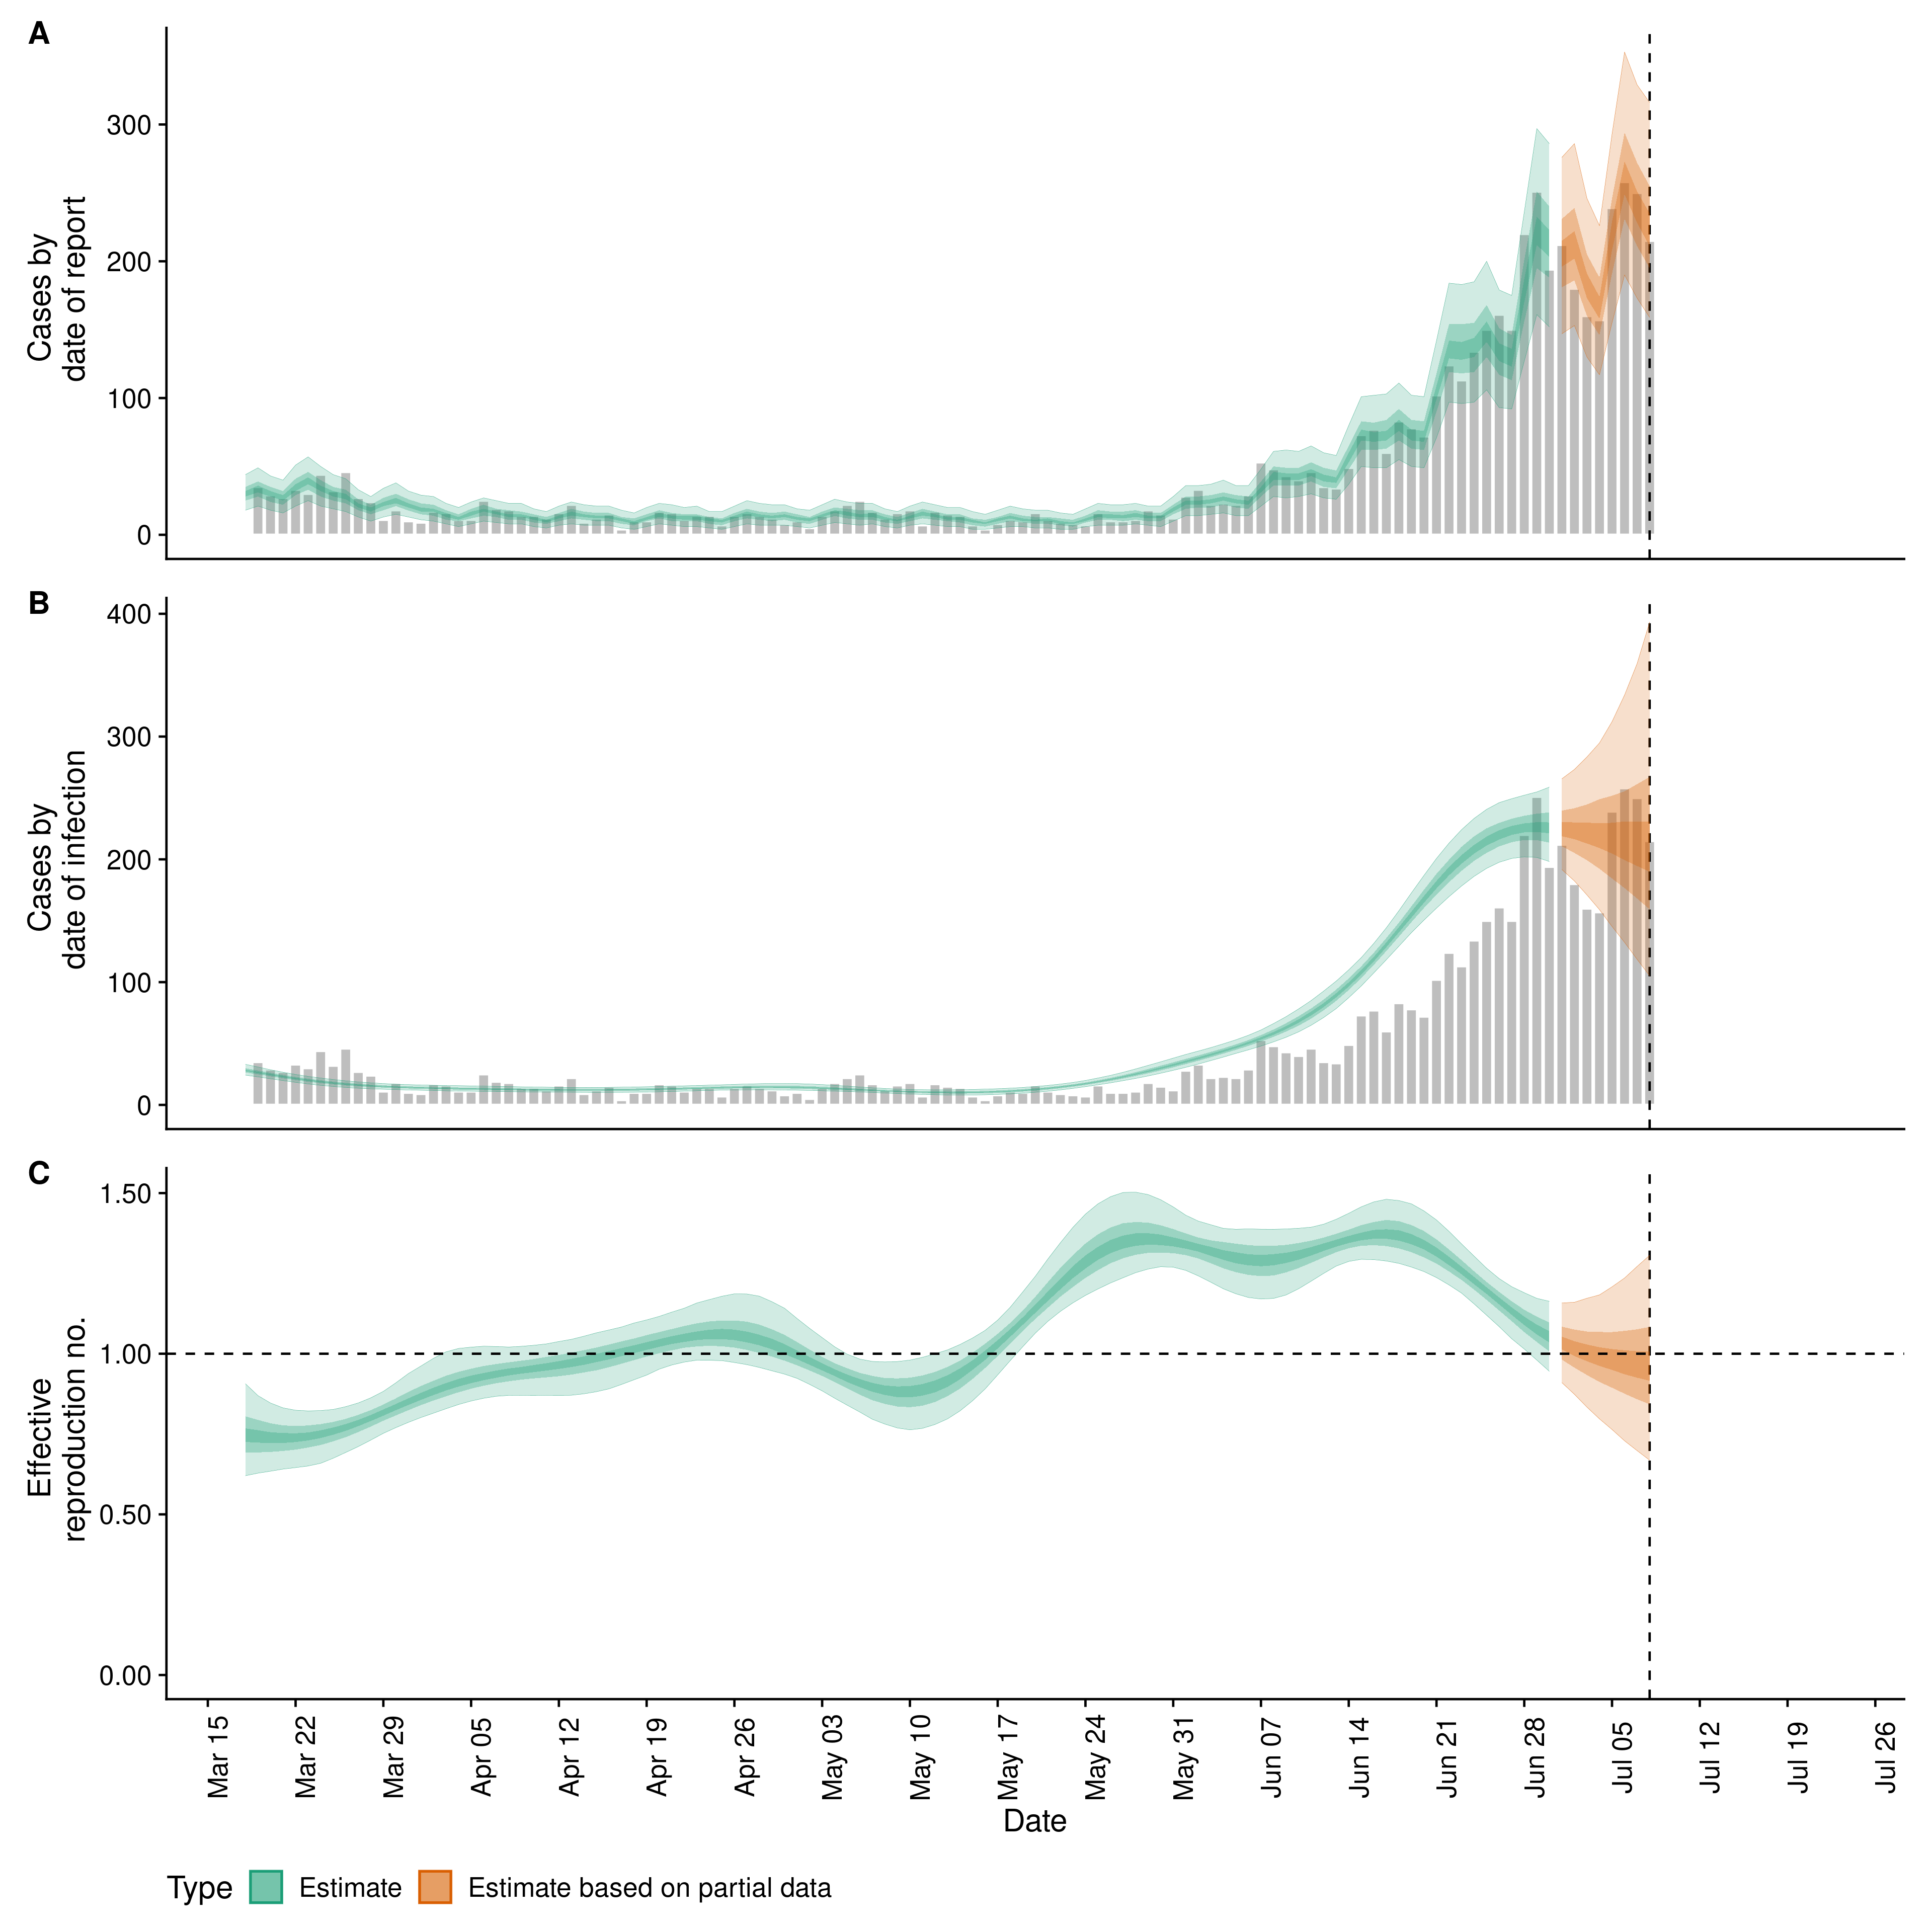 A
Cases by
date of report
300
200
100
0
B
Cases by
date of infection
400
300
200
100
0
C
Effective
reproduction no.
1.50
1.00
0.50
0.00
Mar 15
Mar 22
Mar 29
Apr 05
Apr 12
Apr 19
Apr 26
May 03
May 10
May 17
May 24
May 31
Jun 07
Jun 14
Jun 21
Jun 28
Jul 05
Jul 12
Jul 19
Jul 26
Date
Type Estimate Estimate based on partial data